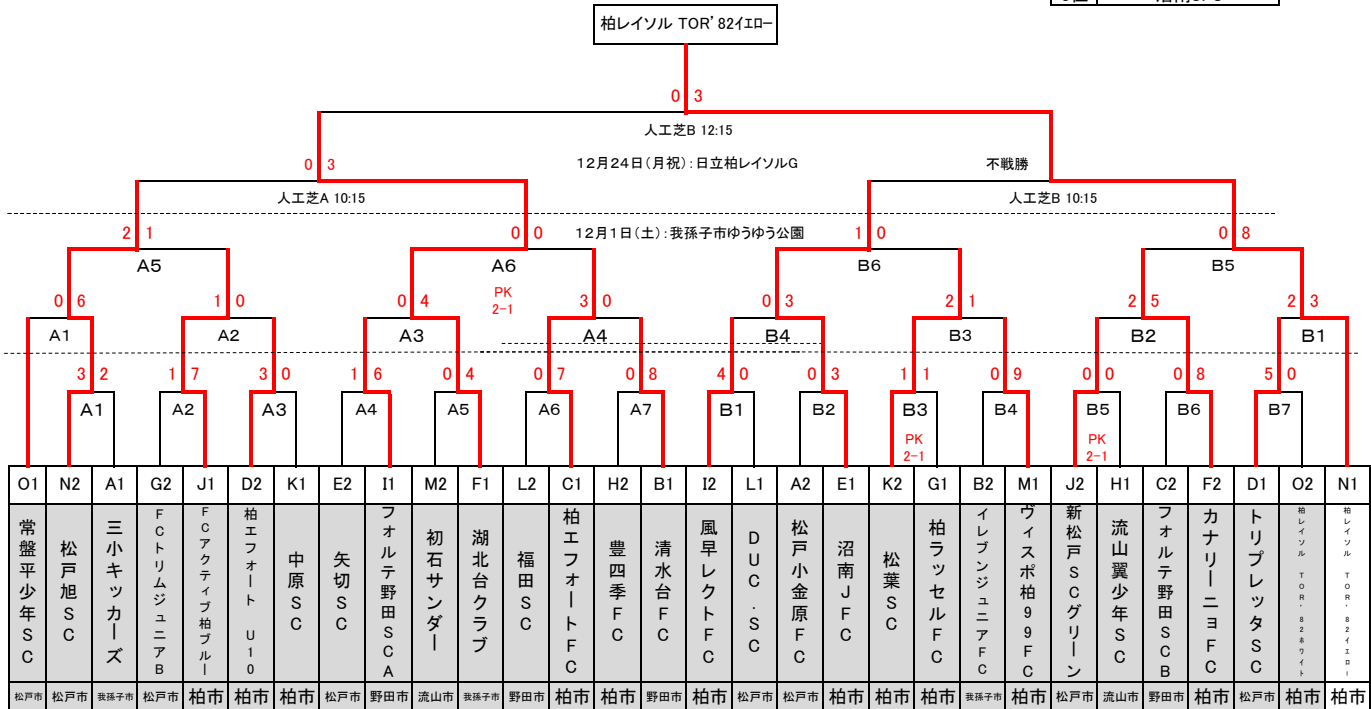 柏レイソル TOR’82イエロー
0 3
人工芝B 12:15
0 3
12月24日(月祝):日立柏レイソルG
不戦勝
人工芝A 10:15
人工芝B 10:15
2 1
0 0
12月1日(土):我孫子市ゆうゆう公園
1 0
0 8
A5
A6
B6
B5
PK
2-1
0 6
1 0
0 4
3 0
0 3
2 1
2 5
2 3
A1
A2
A3
A4
B4
B3
B2
B1
3 2
1 7
3 0
1 6
0 4
0 7
0 8
4 0
0 3
1 1
0 9
0 0
0 8
5 0
A1
A2
A3
A4
A5
A6
A7
B1
B2
B3
B4
B5
B6
B7
PK
2-1
PK
2-1
O1 N2 A1 G2 J1 D2 K1 E2 I1 M2 F1 L2 C1 H2 B1 I2 L1 A2 E1 K2 G1 B2 M1 J2 H1 C2 F2 D1 O2 N1
常盤平少年SC
松戸旭SC
三小キッカーズ
FCトリムジュニアB
FCアクティブ柏ブルー
柏エフォート U10
中原SC
矢切SC
フォルテ野田SCA
初石サンダー
湖北台クラブ
福田SC
柏エフォートFC
豊四季FC
清水台FC
風早レクトFC
DUC.SC
松戸小金原FC
沼南JFC
松葉SC
柏ラッセルFC
イレブンジュニアFC
ヴィスポ柏99FC
新松戸SCグリーン
流山翼少年SC
フォルテ野田SCB
カナリーニョFC
トリプレッタSC
柏レイソル TOR’82ホワイト
柏レイソル TOR’82イエロー
松戸市 松戸市 我孫子市 松戸市 柏市 柏市 柏市 松戸市 野田市 流山市 我孫子市 野田市 柏市 柏市 野田市 柏市 柏市 松戸市 柏市 柏市 柏市 我孫子市 柏市 松戸市 流山市 野田市 柏市 松戸市 柏市 柏市